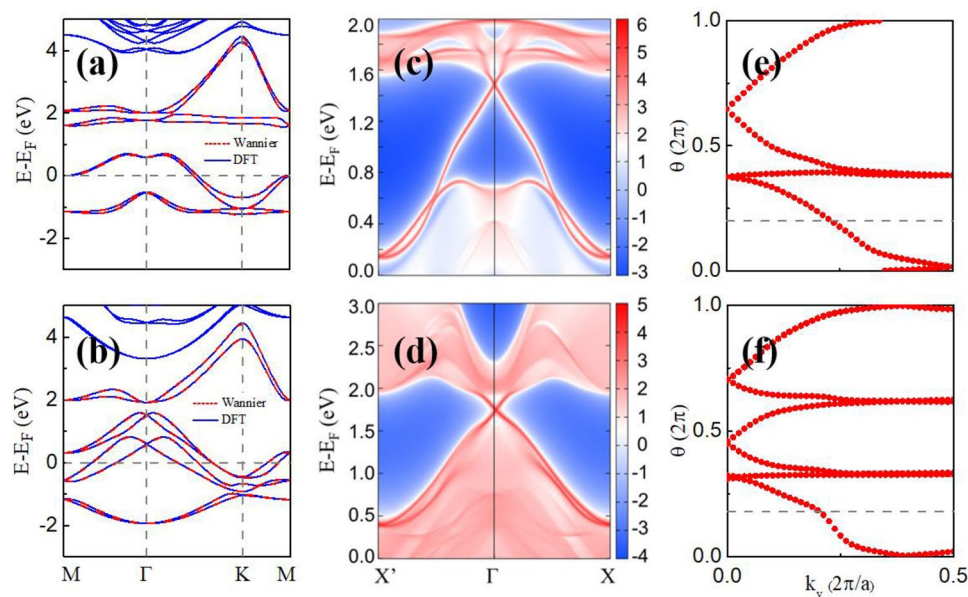 (a)
E-E_F (eV)
4
2
0
-2
Wannier
DFT
(c)
E-E_F (eV)
2.0
1.6
1.2
0.8
0.4
0
6
5
4
3
2
1
0
-1
-2
-3
(e)
θ (2π)
1.0
0.5
0.0
(b)
E-E_F (eV)
4
2
0
-2
Wannier
DFT
M Γ K M
(d)
E-E_F (eV)
3.0
2.5
2.0
1.5
1.0
0.5
0.0
X' Γ X
5
4
3
2
1
0
-1
-2
-3
-4
(f)
θ (2π)
1.0
0.5
0.0
0.0 0.25 0.5
k_y (2π/a)